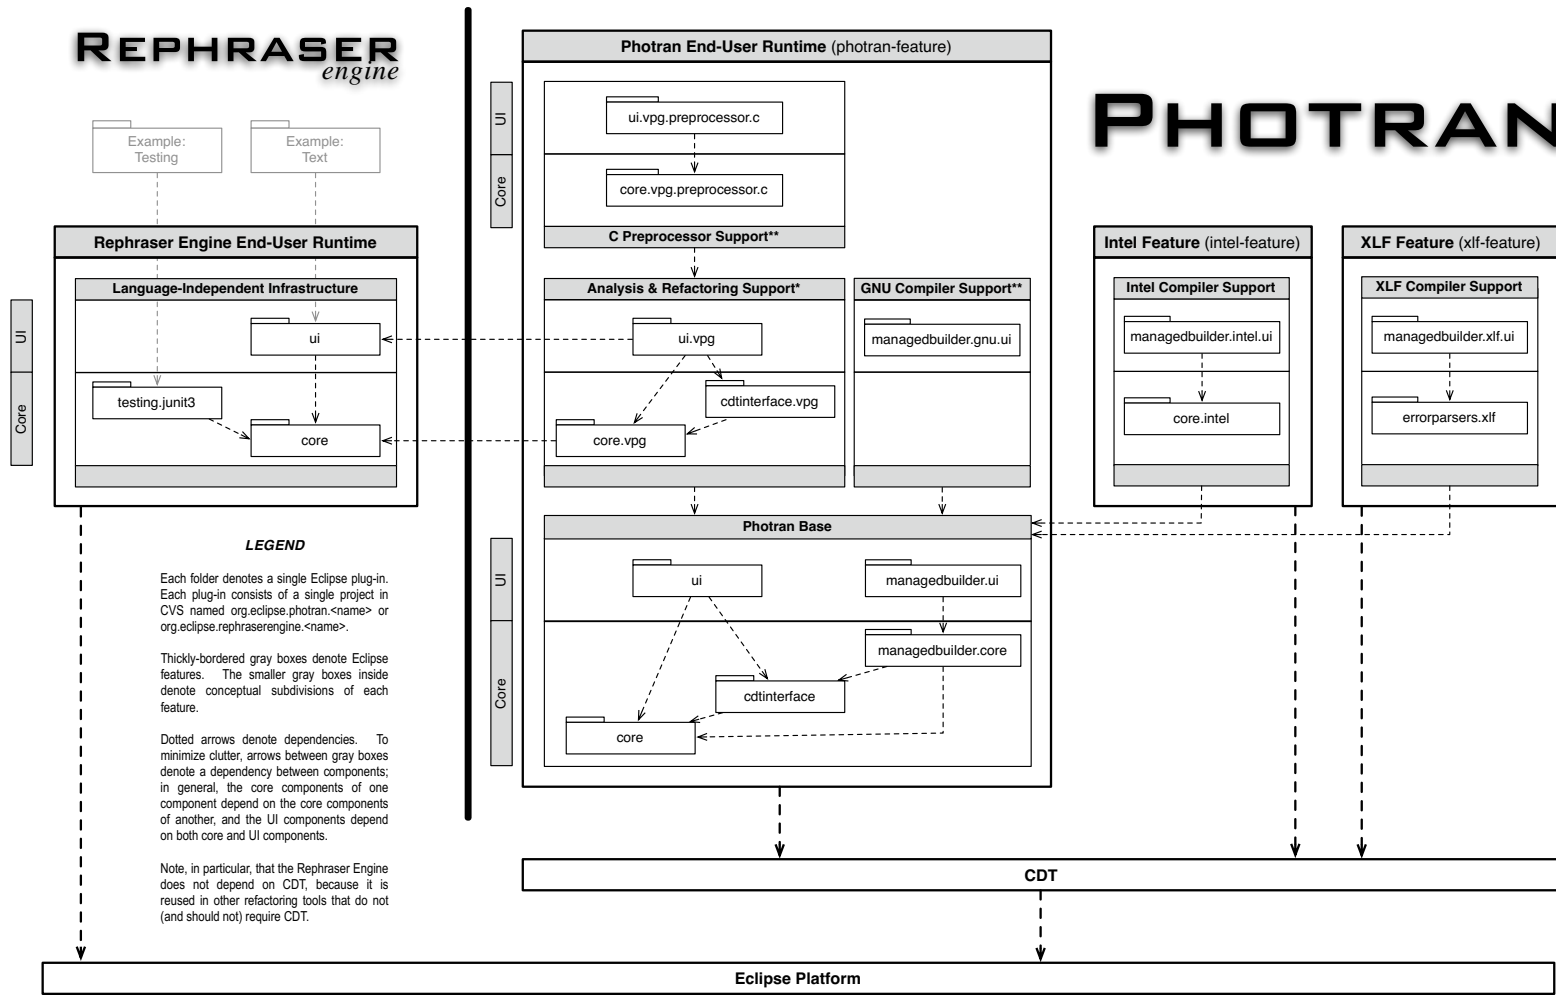 REPHRASER
engine
PHOTRAN
Photran End-User Runtime (photran-feature)
UI
Core
ui.vpg.preprocessor.c
core.vpg.preprocessor.c
C Preprocessor Support**
Example:
Testing
Example:
Text
Rephraser Engine End-User Runtime
Language-Independent Infrastructure
UI
Core
ui
testing.junit3
core
Analysis & Refactoring Support*
ui.vpg
cdtinterface.vpg
core.vpg
GNU Compiler Support**
managedbuilder.gnu.ui
Intel Feature (intel-feature)
Intel Compiler Support
managedbuilder.intel.ui
core.intel
XLF Feature (xlf-feature)
XLF Compiler Support
managedbuilder.xlf.ui
errorparsers.xlf
Photran Base
UI
Core
ui
managedbuilder.ui
managedbuilder.core
cdtinterface
core
LEGEND
Each folder denotes a single Eclipse plug-in.
Each plug-in consists of a single project in
CVS named org.eclipse.photran.<name> or
org.eclipse.rephraserengine.<name>.
Thickly-bordered gray boxes denote Eclipse
features. The smaller gray boxes inside
denote conceptual subdivisions of each
feature.
Dotted arrows denote dependencies. To
minimize clutter, arrows between gray boxes
denote a dependency between components;
in general, the core components of one
component depend on the core components
of another, and the UI components depend
on both core and UI components.
Note, in particular, that the Rephraser Engine
does not depend on CDT, because it is
reused in other refactoring tools that do not
(and should not) require CDT.
CDT
Eclipse Platform